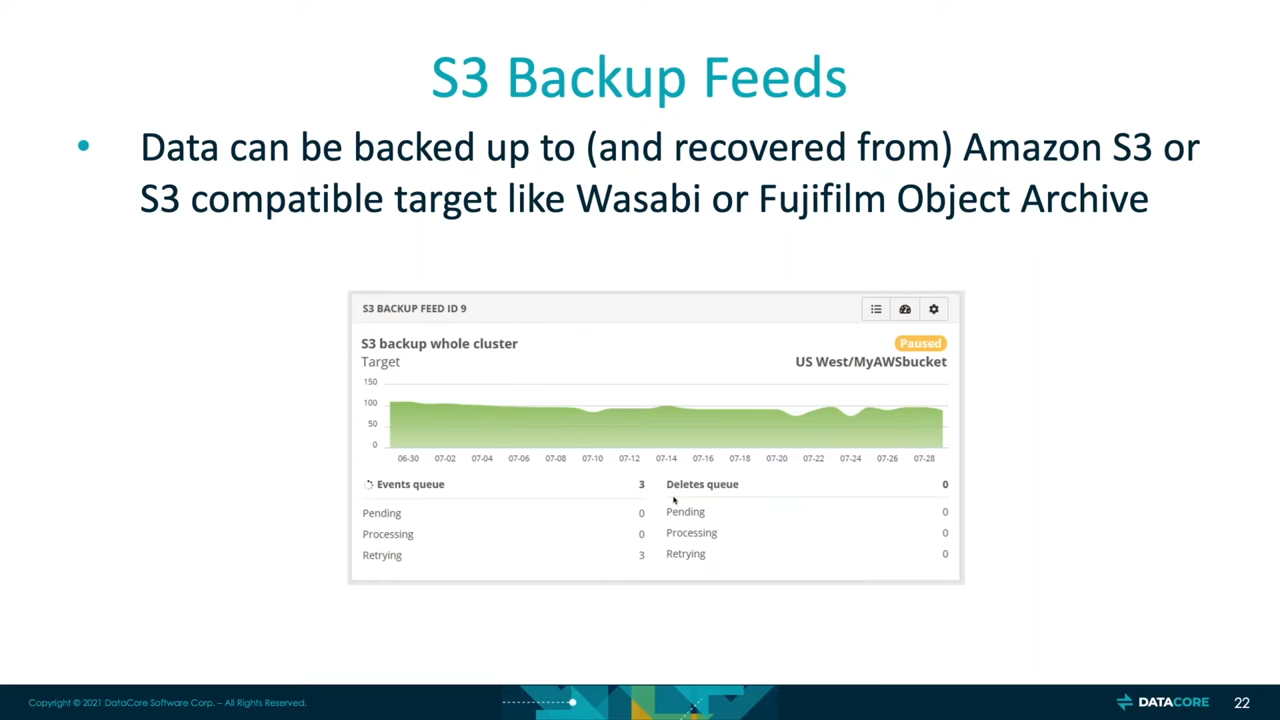 S3 Backup Feeds
• Data can be backed up to (and recovered from) Amazon S3 or
S3 compatible target like Wasabi or Fujifilm Object Archive
S3 BACKUP FEED ID 9
S3 backup whole cluster
Paused
Target
US West/MyAWSbucket
150
100
50
0
06-30 07-02 07-04 07-06 07-08 07-10 07-12 07-14 07-16 07-18 07-20 07-22 07-24 07-26 07-28
Events queue 3
Pending 0
Processing 0
Retrying 3
Deletes queue 0
Pending 0
Processing 0
Retrying 0
Copyright © 2021 DataCore Software Corp. – All Rights Reserved.
DATACORE
22